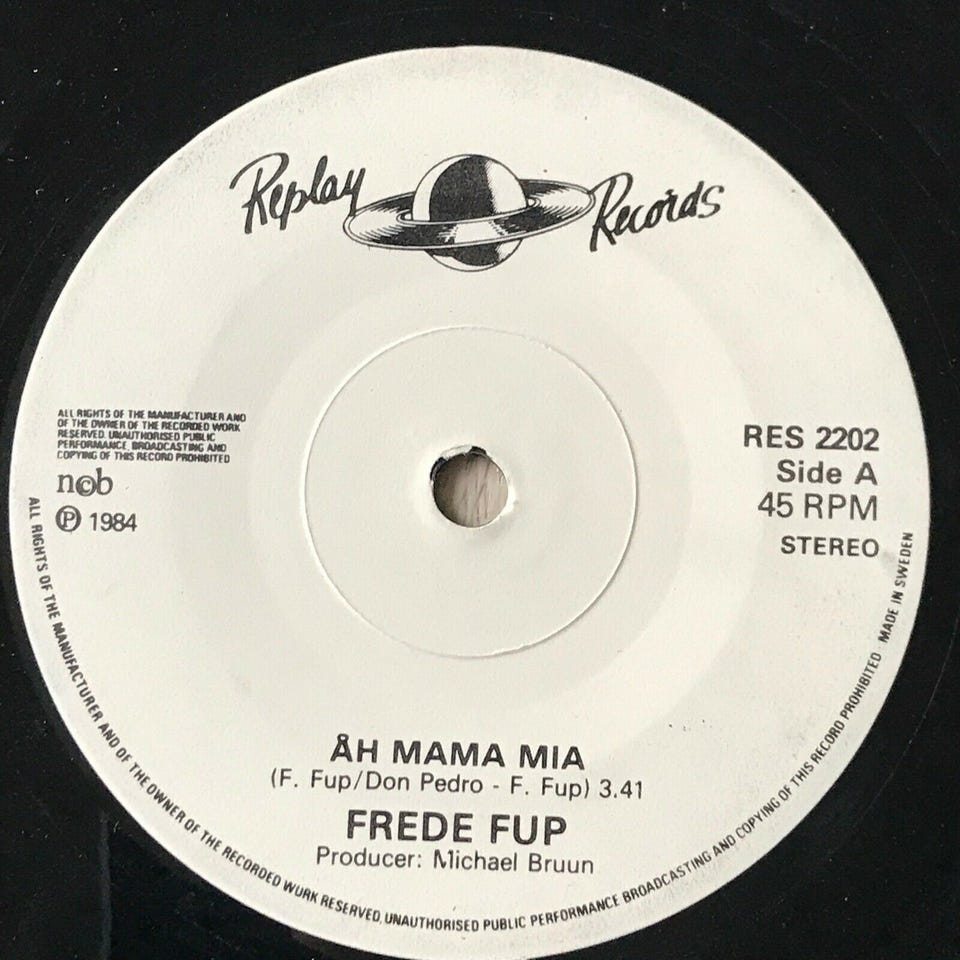 Replay Records
ALL RIGHTS OF THE MANUFACTURER AND
OF THE OWNER OF THE RECORDED WORK
RESERVED. UNAUTHORISED PUBLIC
PERFORMANCE, BROADCASTING AND
COPYING OF THIS RECORD PROHIBITED
n©b
Ⓟ 1984
RES 2202
Side A
45 RPM
STEREO
ÅH MAMA MIA
(F. Fup/Don Pedro - F. Fup) 3.41
FREDE FUP
Producer: Michael Bruun
ALL RIGHTS OF THE MANUFACTURER AND OF THE OWNER OF THE RECORDED WORK RESERVED. UNAUTHORISED PUBLIC PERFORMANCE BROADCASTING AND COPYING OF THIS RECORD PROHIBITED · MADE IN SWEDEN